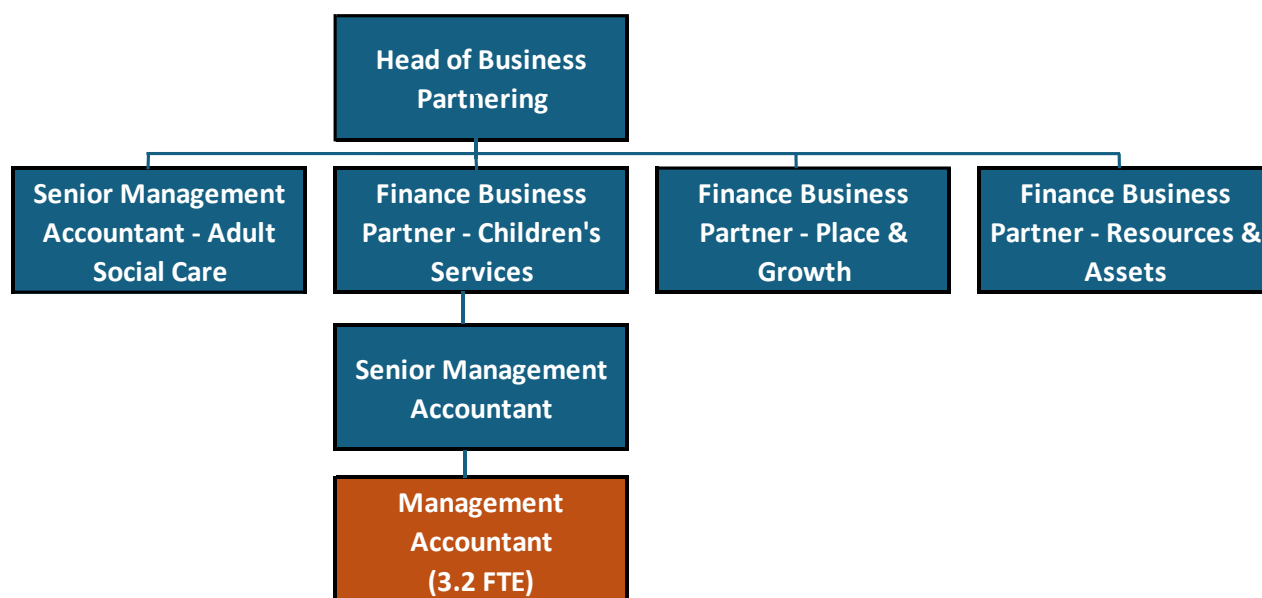 Head of Business
Partnering
Senior Management
Accountant - Adult
Social Care
Finance Business
Partner - Children's
Services
Finance Business
Partner - Place &
Growth
Finance Business
Partner - Resources &
Assets
Senior Management
Accountant
Management
Accountant
(3.2 FTE)